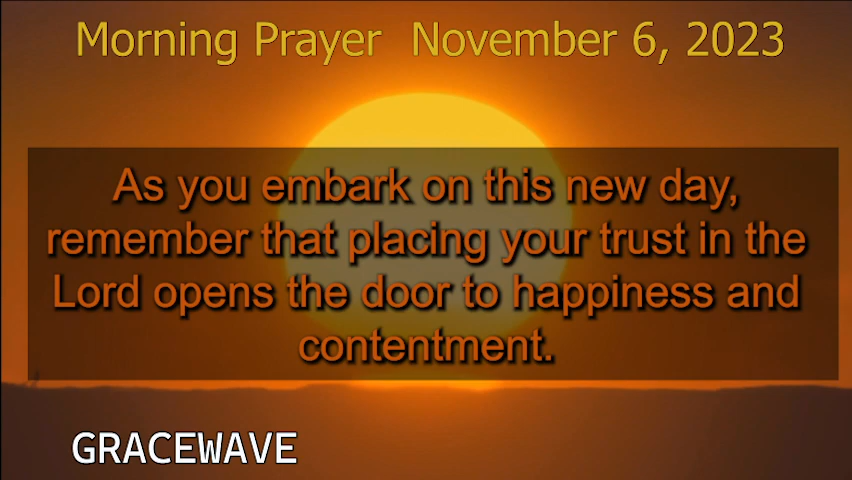 Morning Prayer  November 6, 2023
As you embark on this new day,
remember that placing your trust in the
Lord opens the door to happiness and
contentment.
GRACEWAVE